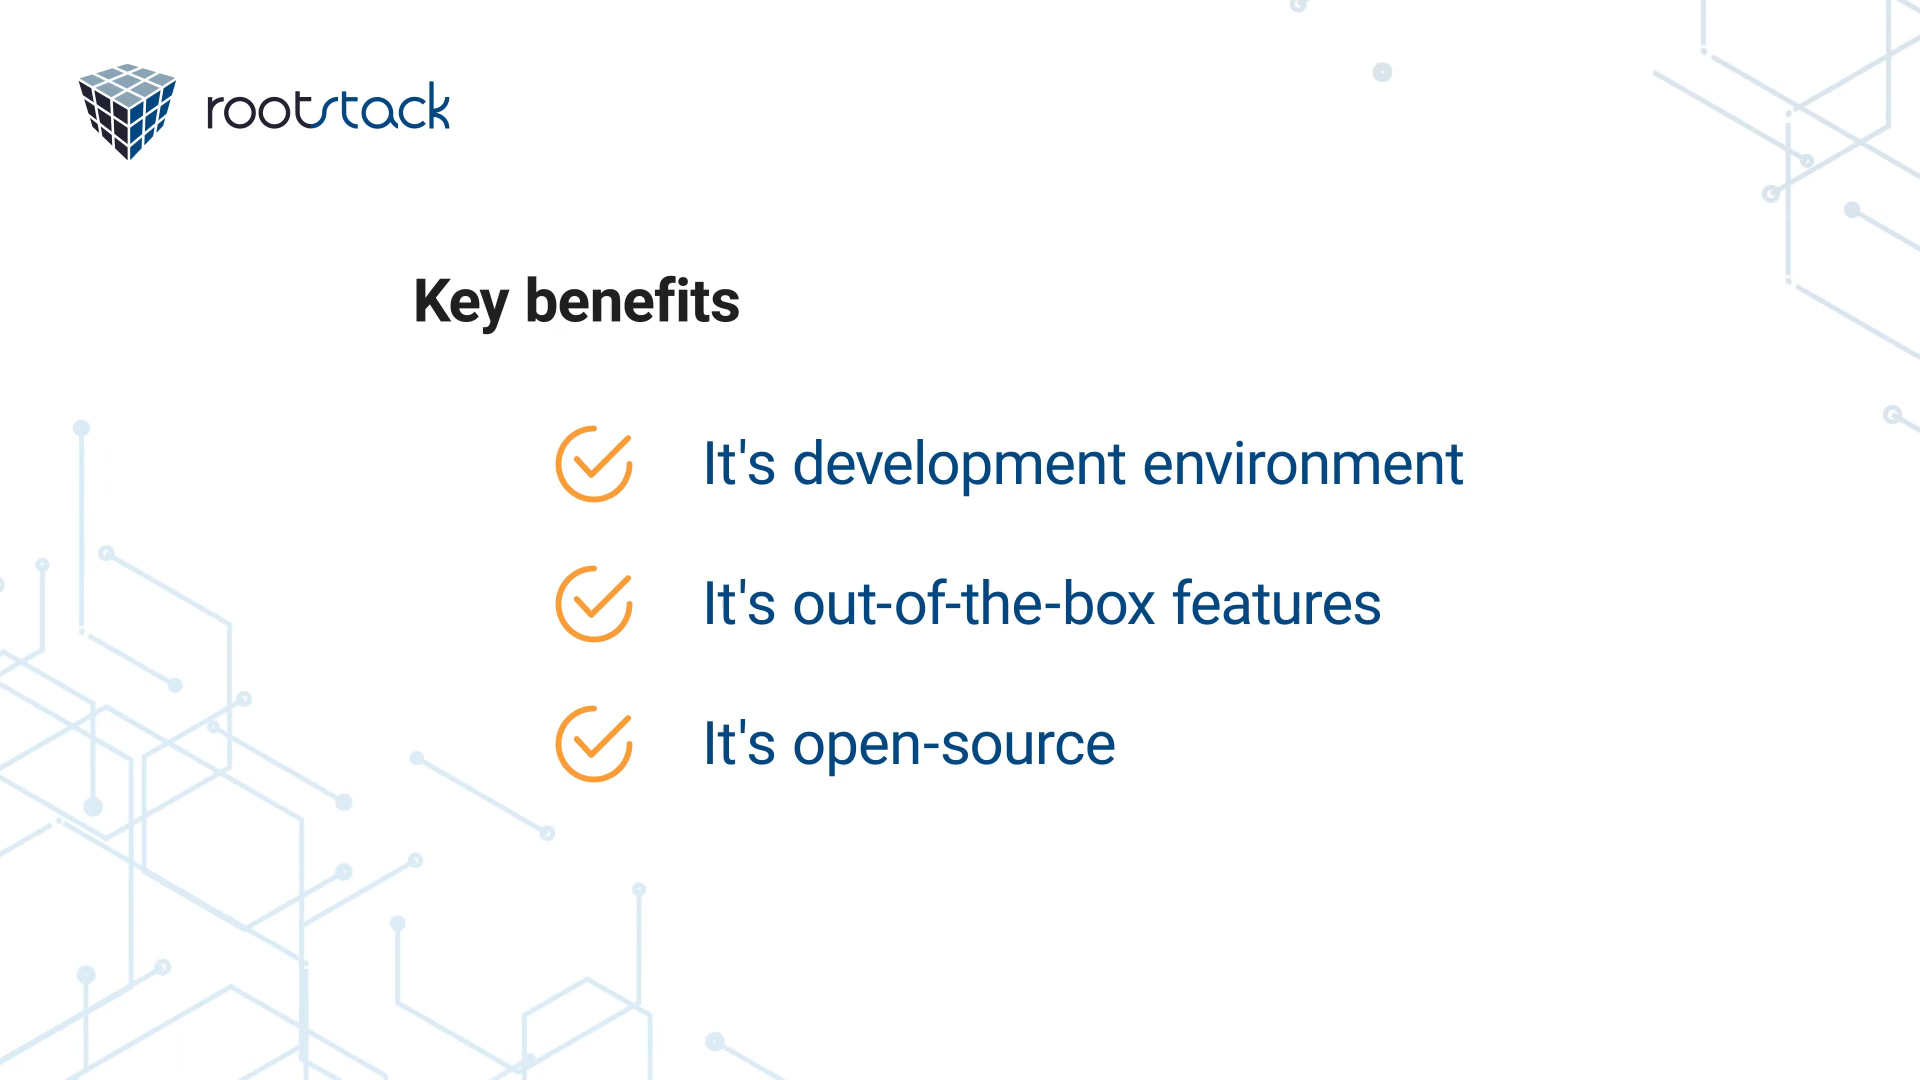 rootstack
Key benefits
It's development environment
It's out-of-the-box features
It's open-source